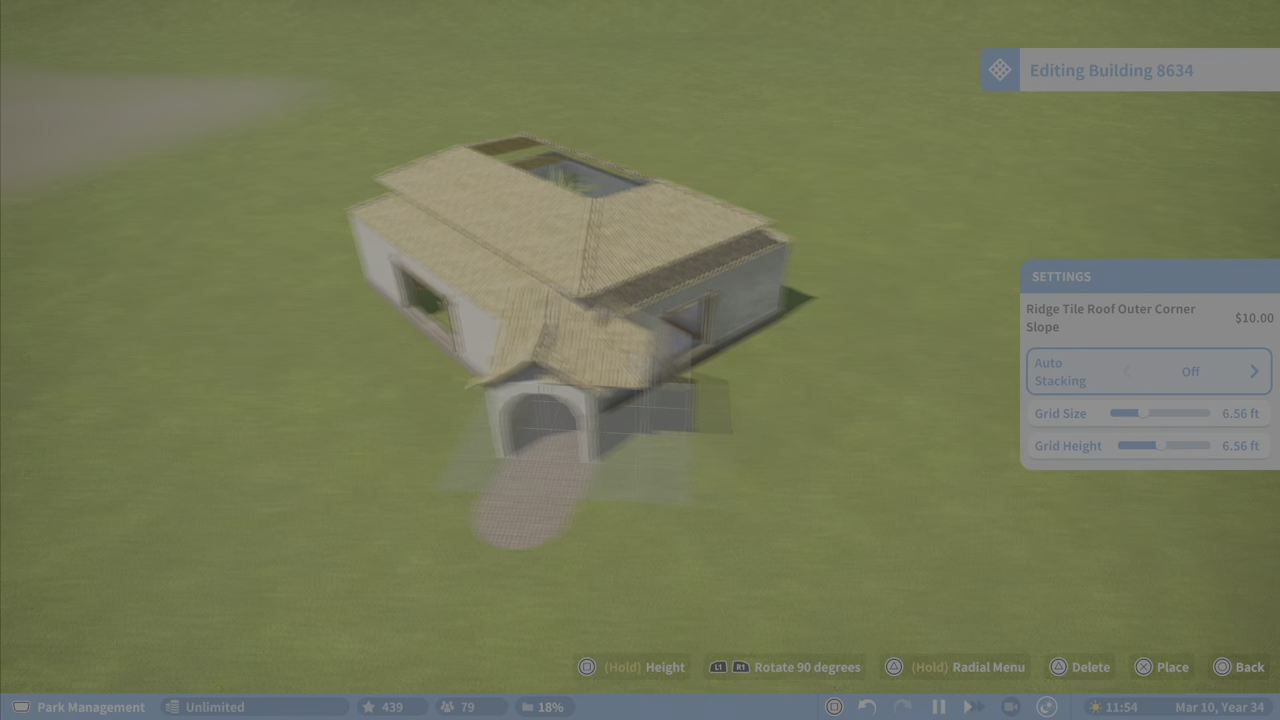 Editing Building 8634
SETTINGS
Ridge Tile Roof Outer Corner
Slope
$10.00
Auto
Stacking
Off
Grid Size 6.56 ft
Grid Height 6.56 ft
(Hold) Height L1 R1 Rotate 90 degrees (Hold) Radial Menu Delete Place Back
Park Management Unlimited 439 79 18% 11:54 Mar 10, Year 34